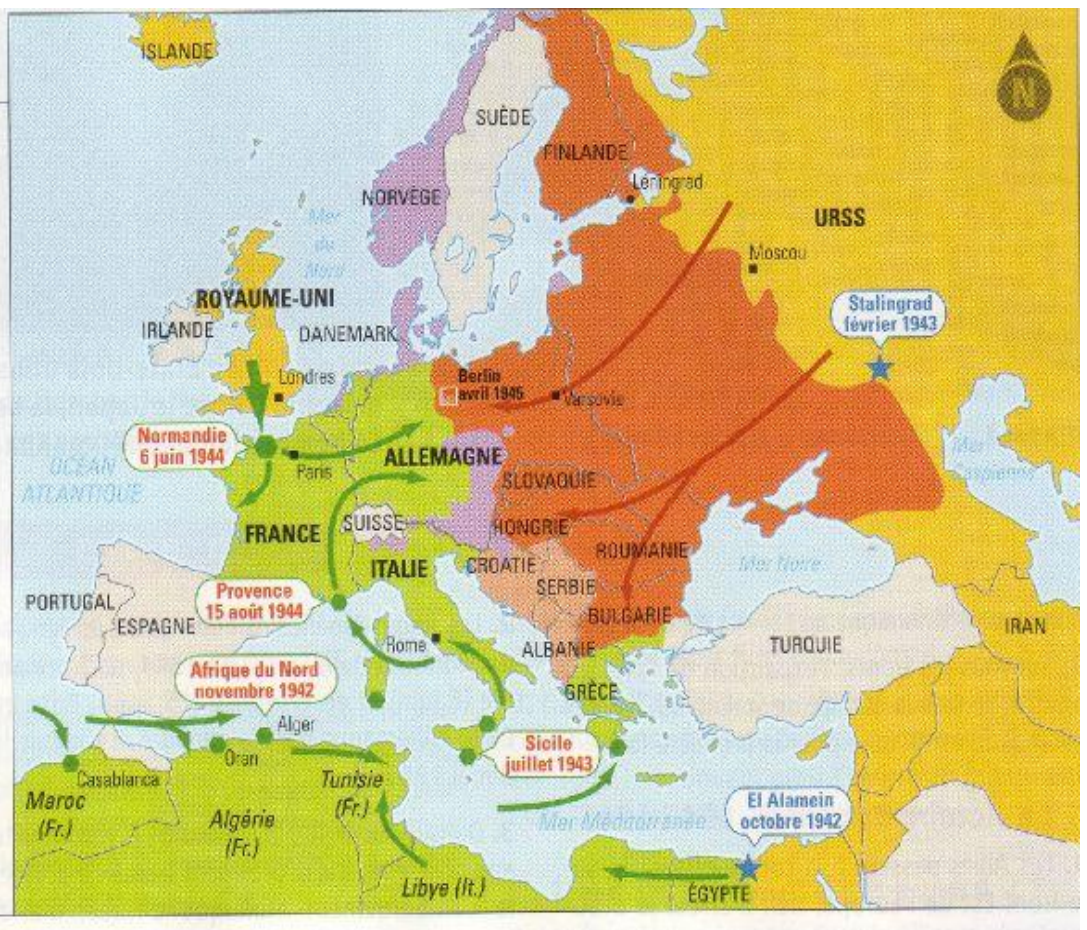 ISLANDE
N
SUÈDE
FINLANDE
Léningrad
NORVÈGE
URSS
Mer
du
Nord
Moscou
ROYAUME-UNI
Stalingrad
février 1943
IRLANDE
DANEMARK
Londres
Berlin
avril 1945
Varsovie
Normandie
6 juin 1944
Paris
ALLEMAGNE
Mer
Caspienne
OCÉAN
ATLANTIQUE
SLOVAQUIE
FRANCE
SUISSE
HONGRIE
ROUMANIE
ITALIE
CROATIE
Mer Noire
SERBIE
Provence
15 août 1944
PORTUGAL
ESPAGNE
BULGARIE
IRAN
Rome
ALBANIE
TURQUIE
Afrique du Nord
novembre 1942
GRÈCE
Alger
Oran
Sicile
juillet 1943
Casablanca
Tunisie
(Fr.)
Maroc
(Fr.)
Algérie
(Fr.)
Mer Méditerranée
El Alamein
octobre 1942
Libye (It.)
ÉGYPTE